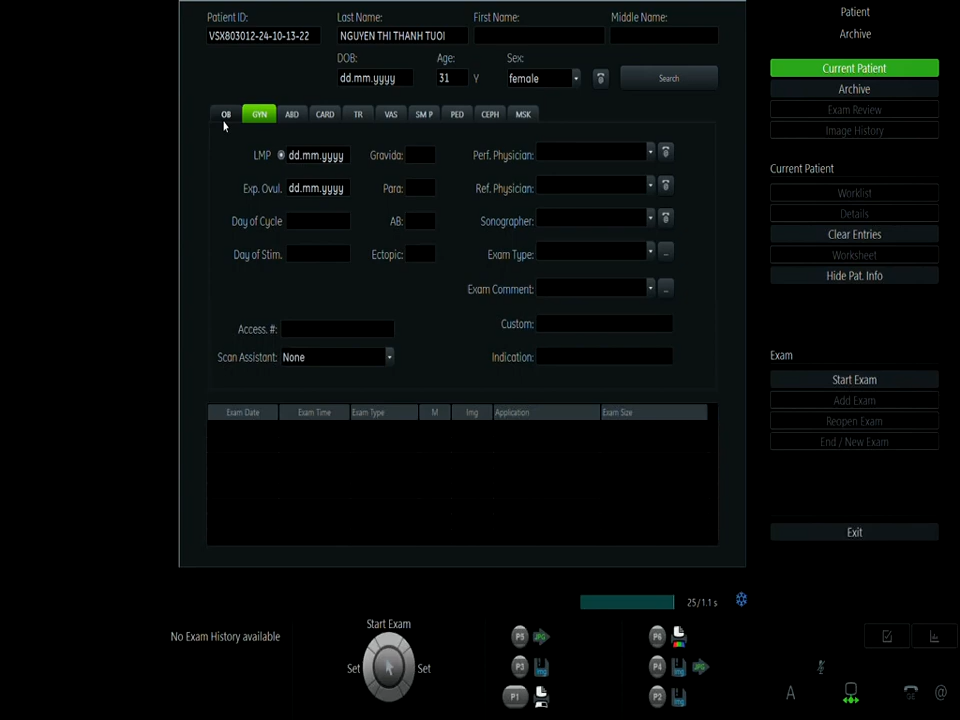 Patient ID: Last Name: First Name: Middle Name:
VSX803012-24-10-13-22 NGUYEN THI THANH TUOI
DOB: Age: Sex:
dd.mm.yyyy 31 Y female Search
OB GYN ABD CARD TR VAS SM P PED CEPH MSK
LMP dd.mm.yyyy Gravida: Perf. Physician:
Exp. Ovul. dd.mm.yyyy Para: Ref. Physician:
Day of Cycle AB: Sonographer:
Day of Stim. Ectopic: Exam Type: ...
Exam Comment: ...
Access. #: Custom:
Scan Assistant: None Indication:
Exam Date Exam Time Exam Type M Img Application Exam Size
Patient
Archive
Current Patient
Archive
Exam Review
Image History
Current Patient
Worklist
Details
Clear Entries
Worksheet
Hide Pat. Info
Exam
Start Exam
Add Exam
Reopen Exam
End / New Exam
Exit
25/1.1 s
No Exam History available
Start Exam
Set Set
P5 JPG P6
P3 img P4 img JPG
P1 P2 img
A @